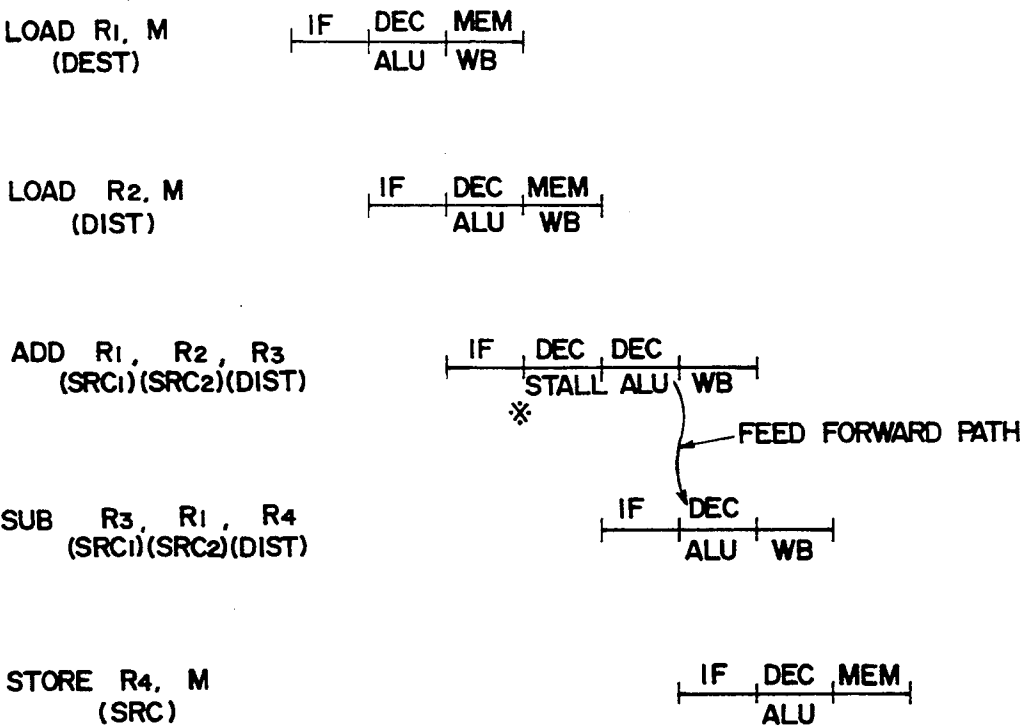 LOAD R1, M IF DEC MEM
(DEST) ALU WB
LOAD R2, M IF DEC MEM
(DIST) ALU WB
ADD R1, R2, R3 IF DEC DEC
(SRC1)(SRC2)(DIST) STALL ALU WB
※
FEED FORWARD PATH
SUB R3, R1, R4 IF DEC
(SRC1)(SRC2)(DIST) ALU WB
STORE R4, M IF DEC MEM
(SRC) ALU